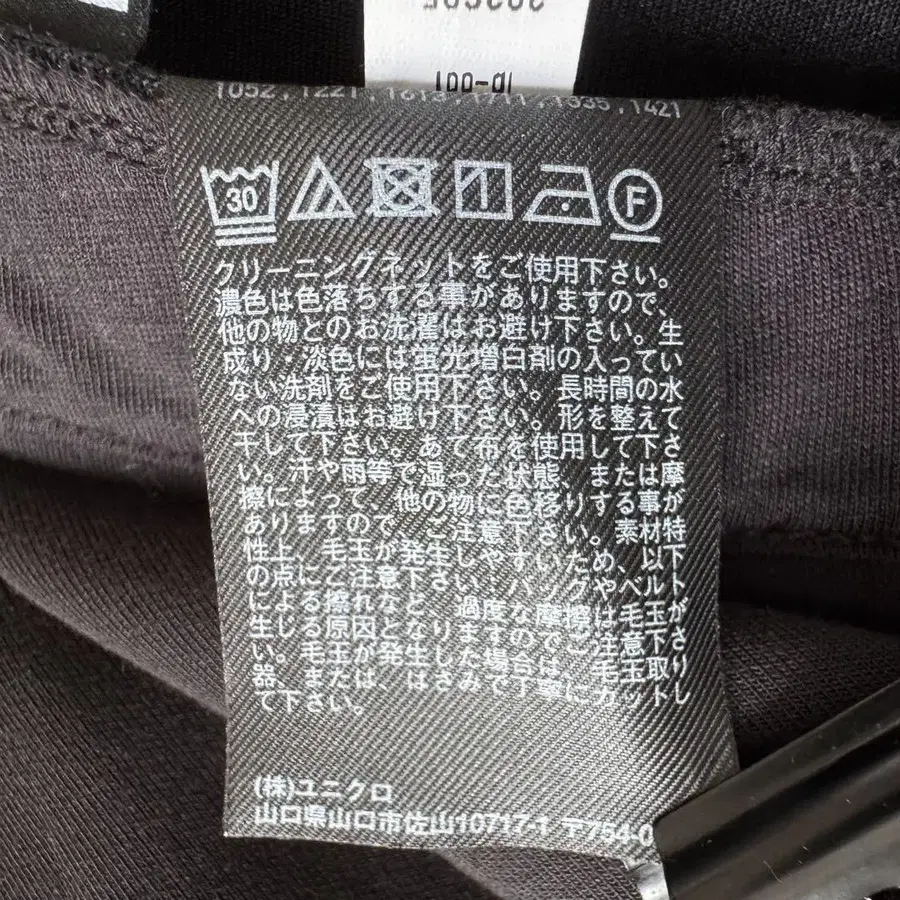 1052,1221,1613,1711,1335,1421
30 F
クリーニングネットをご使用下さい。
濃色は色落ちする事がありますので、
他の物とのお洗濯はお避け下さい。生
成り・淡色には蛍光増白剤の入ってい
ない洗剤をご使用下さい。長時間の水
への浸漬はお避け下さい。形を整えて
干して下さい。あて布を使用して下さ
い。汗や雨等で湿った状態、または摩
擦によって、他の物に色移りする事が
ありますのでご注意下さい。素材特
性上、毛玉が発生しやすいため、以下
の点にご注意下さい。バッグやベルト
による擦れなど、過度な摩擦は毛玉が
生じる原因となりますのでご注意下さ
い。毛玉が発生した場合は毛玉取り
器または、はさみで丁寧にカットし
て下さい。
(株)ユニクロ
山口県山口市佐山10717-1 〒754-0